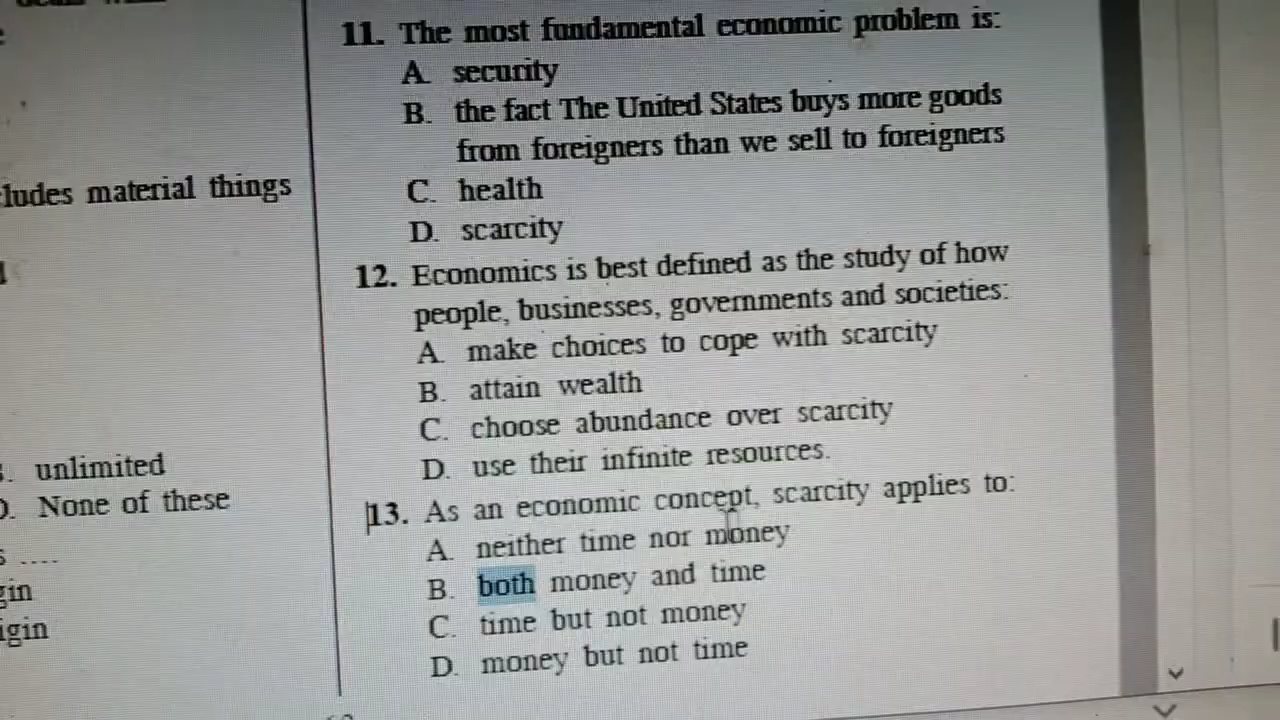 ludes material things
unlimited
None of these
....
gin
igin
11. The most fundamental economic problem is:
A. security
B. the fact The United States buys more goods
from foreigners than we sell to foreigners
C. health
D. scarcity
12. Economics is best defined as the study of how
people, businesses, governments and societies:
A. make choices to cope with scarcity
B. attain wealth
C. choose abundance over scarcity
D. use their infinite resources.
13. As an economic concept, scarcity applies to:
A. neither time nor money
B. both money and time
C. time but not money
D. money but not time